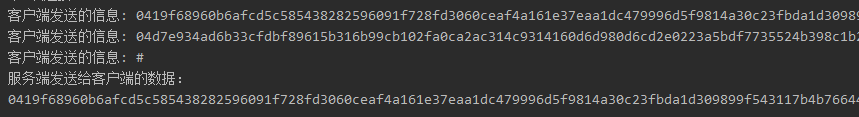 客户端发送的信息: 0419f68960b6afcd5c585438282596091f728fd3060ceaf4a161e37eaa1dc479996d5f9814a30c23fbda1d30989
客户端发送的信息: 04d7e934ad6b33cfdbf89615b316b99cb102fa0ca2ac314c9314160d6d980d6cd2e0223a5bdf7735524b398c1b2
客户端发送的信息: #
服务端发送给客户端的数据:
0419f68960b6afcd5c585438282596091f728fd3060ceaf4a161e37eaa1dc479996d5f9814a30c23fbda1d309899f543117b4b7664